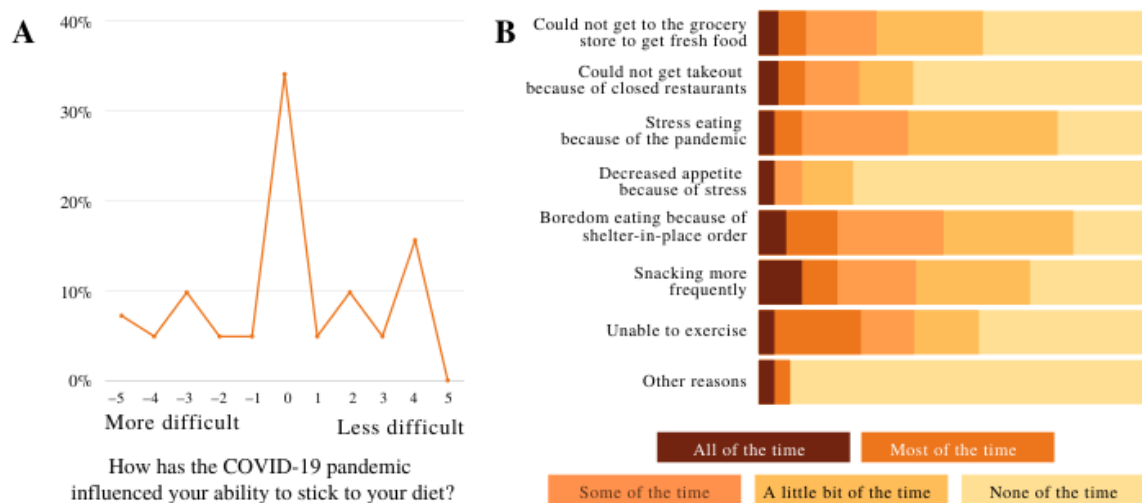 A
40%
30%
20%
10%
0%
–5 –4 –3 –2 –1 0 1 2 3 4 5
More difficult Less difficult
How has the COVID-19 pandemic
influenced your ability to stick to your diet?
B
Could not get to the grocery
store to get fresh food
Could not get takeout
because of closed restaurants
Stress eating
because of the pandemic
Decreased appetite
because of stress
Boredom eating because of
shelter-in-place order
Snacking more
frequently
Unable to exercise
Other reasons
All of the time Most of the time
Some of the time A little bit of the time None of the time